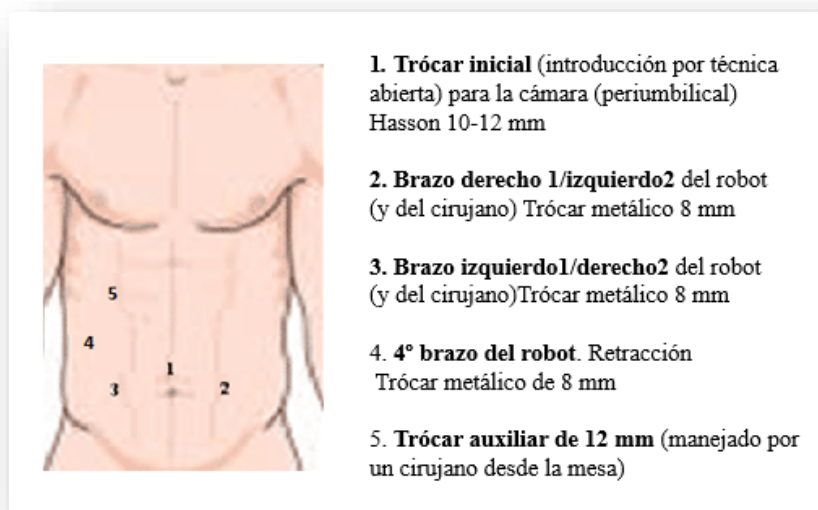 1. Trócar inicial (introducción por técnica
abierta) para la cámara (periumbilical)
Hasson 10-12 mm
2. Brazo derecho 1/izquierdo2 del robot
(y del cirujano) Trócar metálico 8 mm
3. Brazo izquierdo1/derecho2 del robot
(y del cirujano)Trócar metálico 8 mm
4. 4º brazo del robot. Retracción
Trócar metálico de 8 mm
5. Trócar auxiliar de 12 mm (manejado por
un cirujano desde la mesa)
5
4
1
3
2